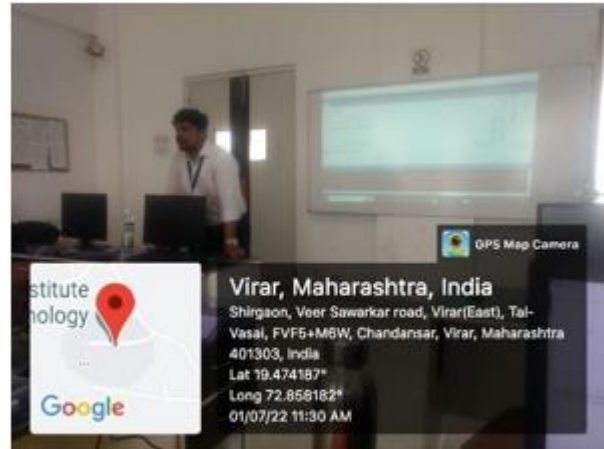 GPS Map Camera
stitute
nology
Google
Virar, Maharashtra, India
Shirgaon, Veer Sawarkar road, Virar(East), Tal-
Vasai, FVF5+M6W, Chandansar, Virar, Maharashtra
401303, India
Lat 19.474187°
Long 72.858182°
01/07/22 11:30 AM